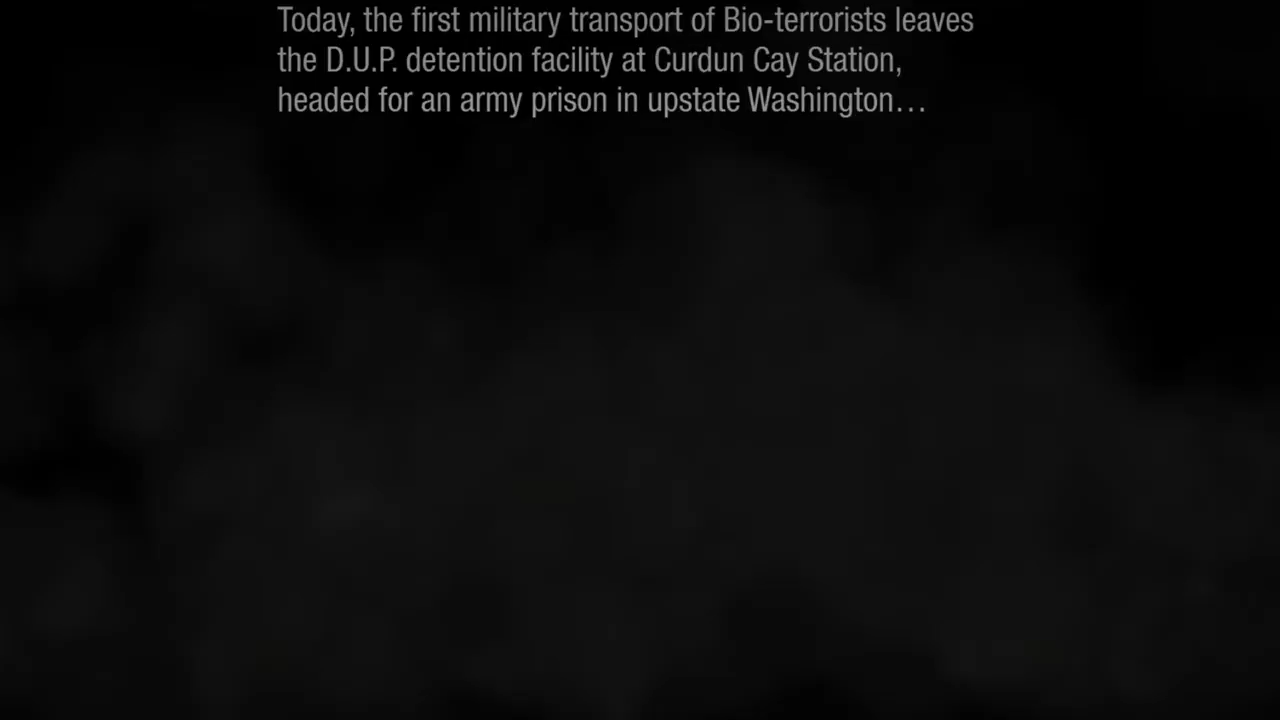 Today, the first military transport of Bio-terrorists leaves
the D.U.P. detention facility at Curdun Cay Station,
headed for an army prison in upstate Washington…